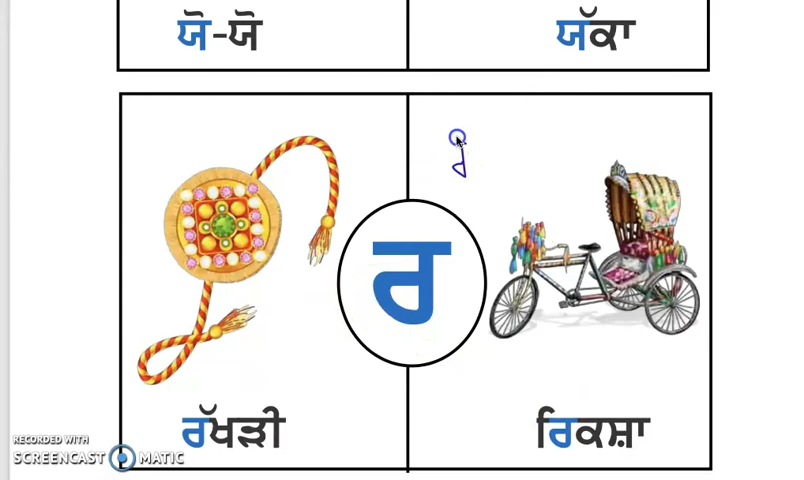 ਯੋ-ਯੋ
ਯੱਕਾ
ਰ
ਰੱਖੜੀ
ਰਿਕਸ਼ਾ
RECORDED WITH
SCREENCAST MATIC